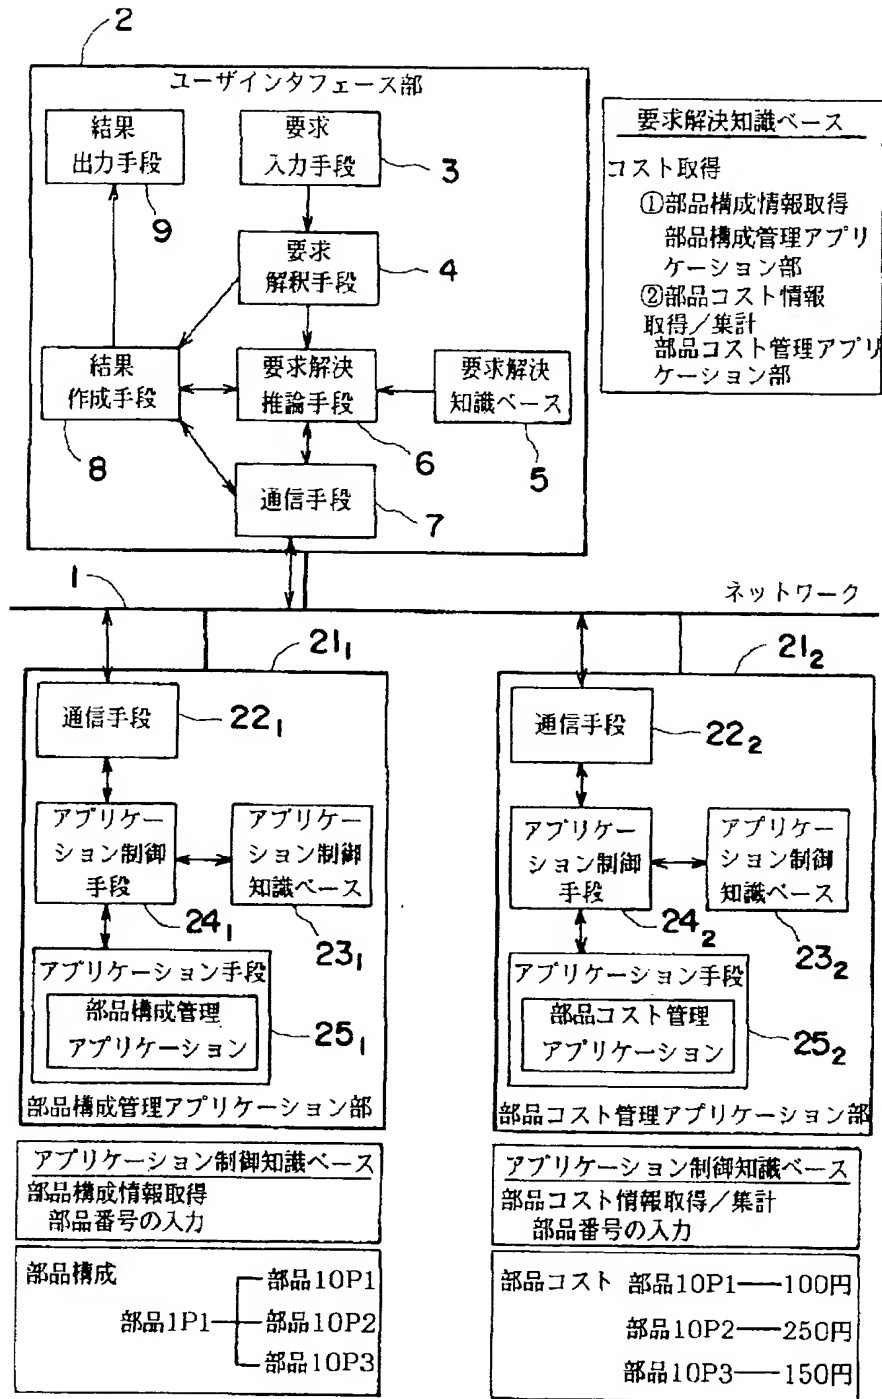 2
ユーザインタフェース部
結果
出力手段
9
要求
入力手段
3
要求
解釈手段
4
結果
作成手段
8
要求解決
推論手段
6
要求解決
知識ベース
5
通信手段
7
要求解決知識ベース
コスト取得
①部品構成情報取得
部品構成管理アプリ
ケーション部
②部品コスト情報
取得/集計
部品コスト管理アプリ
ケーション部
1
ネットワーク
21₁
通信手段
22₁
アプリケー
ション制御
手段
24₁
アプリケー
ション制御
知識ベース
23₁
アプリケーション手段
部品構成管理
アプリケーション
25₁
部品構成管理アプリケーション部
アプリケーション制御知識ベース
部品構成情報取得
部品番号の入力
部品構成
部品1P1
部品10P1
部品10P2
部品10P3
21₂
通信手段
22₂
アプリケー
ション制御
手段
24₂
アプリケー
ション制御
知識ベース
23₂
アプリケーション手段
部品コスト管理
アプリケーション
25₂
部品コスト管理アプリケーション部
アプリケーション制御知識ベース
部品コスト情報取得/集計
部品番号の入力
部品コスト 部品10P1──100円
部品10P2──250円
部品10P3──150円